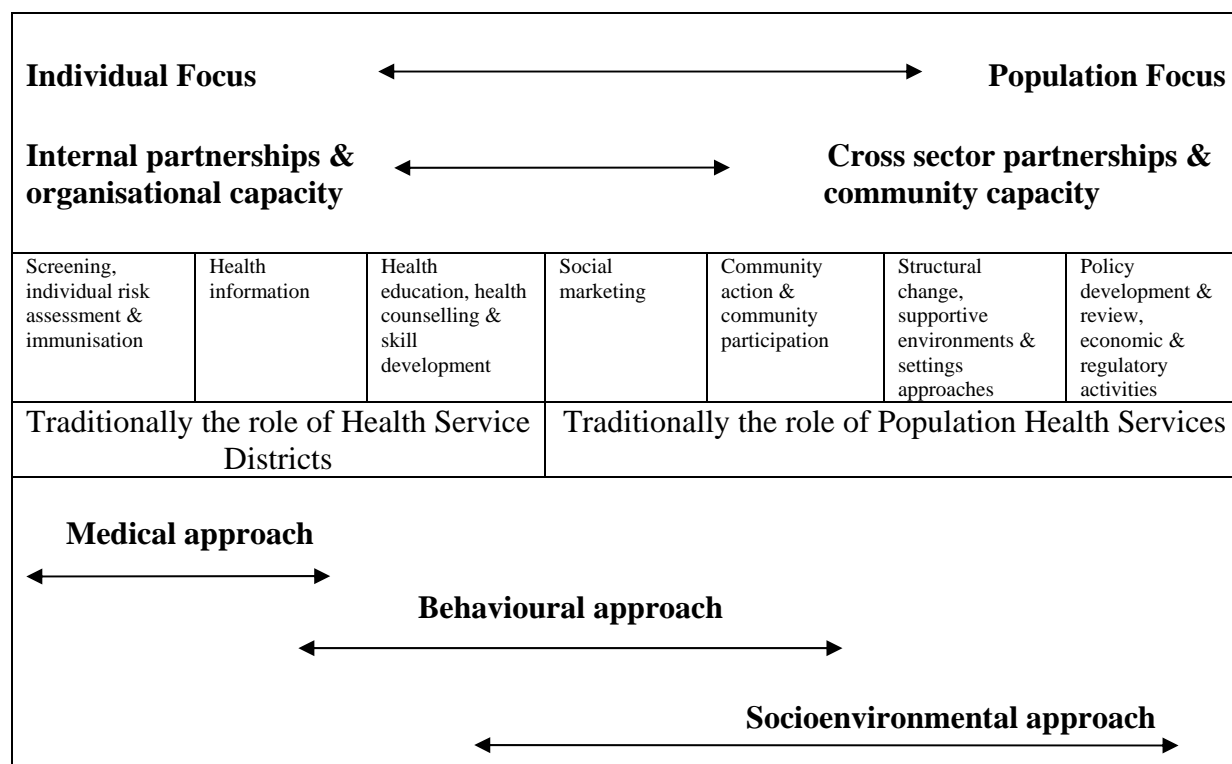 Individual Focus
Population Focus
Internal partnerships &
organisational capacity
Cross sector partnerships &
community capacity
Screening,
individual risk
assessment &
immunisation
Health
information
Health
education, health
counselling &
skill
development
Social
marketing
Community
action &
community
participation
Structural
change,
supportive
environments &
settings
approaches
Policy
development &
review,
economic &
regulatory
activities
Traditionally the role of Health Service
Districts
Traditionally the role of Population Health Services
Medical approach
Behavioural approach
Socioenvironmental approach